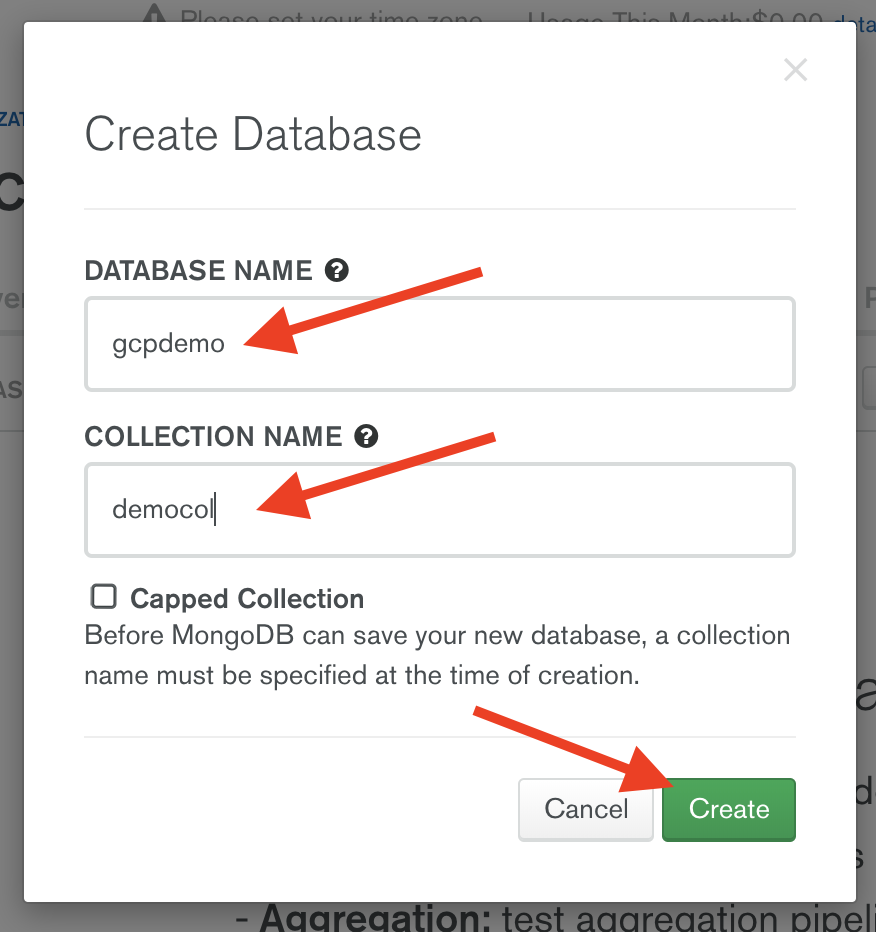 Please set your time zone Usage This Month:$0.00 deta
ZAT
Create Database
DATABASE NAME ?
gcpdemo
COLLECTION NAME ?
democol
Capped Collection
Before MongoDB can save your new database, a collection
name must be specified at the time of creation.
Cancel Create
- Aggregation: test aggregation pipeli